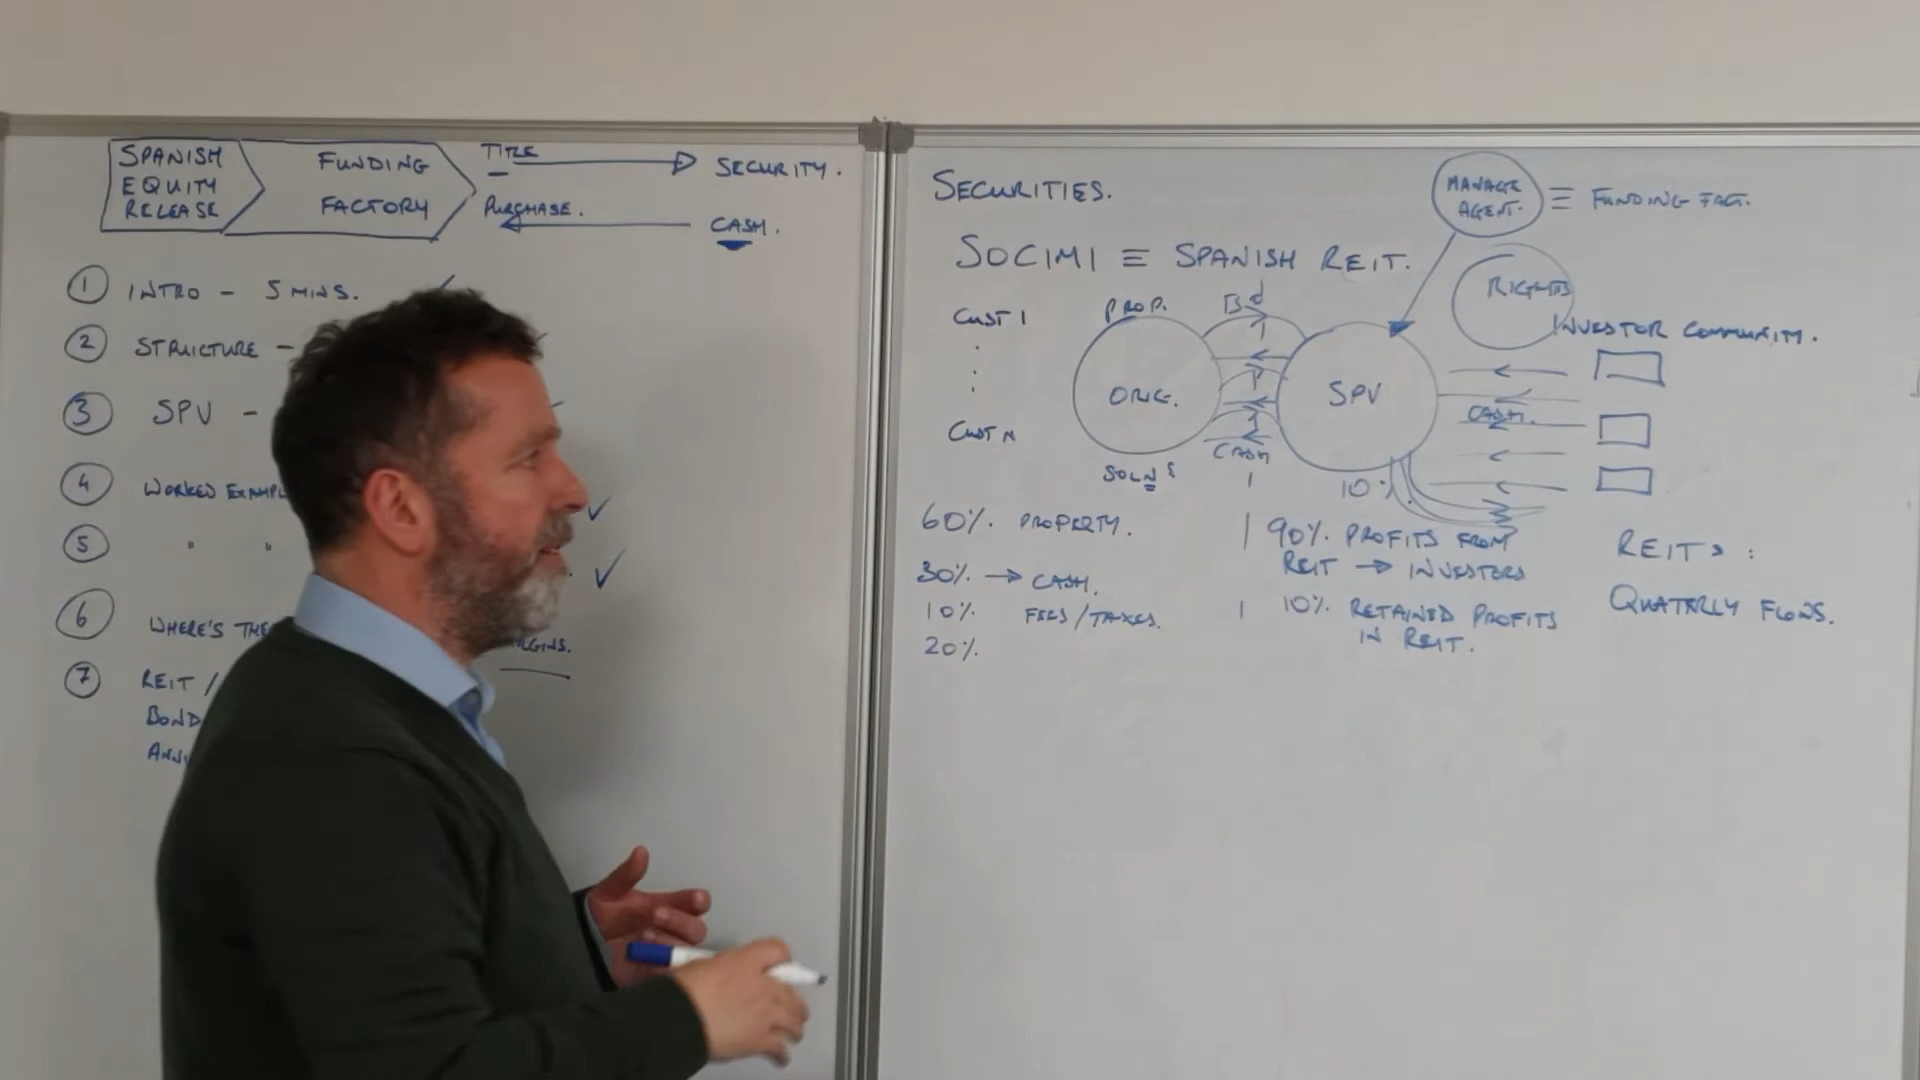 SPANISH
EQUITY
RELEASE
FUNDING
FACTORY
TITLE
SECURITY.
PURCHASE.
CASH.
1 INTRO - 5 MINS.
2 STRUCTURE -
3 SPV -
4 WORKED EXAMPL
5 " "
6 WHERE'S THE
RGINS.
7 REIT /
BOND
ANN
SECURITIES.
MANAGE
AGENT.
≡ FUNDING FACT.
SOCIMI ≡ SPANISH REIT.
RIGHTS
INVESTOR COMMUNITY.
CUST 1
PROP.
ORIG.
SPV
CASH.
CUST N
CASH
SOLN
10%.
60%. PROPERTY.
30%. → CASH.
10% FEES/TAXES.
20%.
90%. PROFITS FROM
REIT → INVESTORS
10%. RETAINED PROFITS
IN REIT.
REITS:
QUATRLY FLOWS.